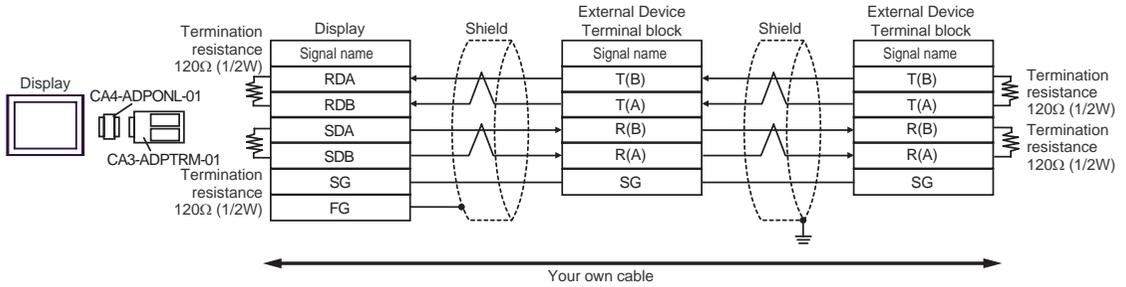 Display
CA4-ADPONL-01
CA3-ADPTRM-01
Termination
resistance
120Ω (1/2W)
Termination
resistance
120Ω (1/2W)
Display
Signal name
RDA
RDB
SDA
SDB
SG
FG
Shield
External Device
Terminal block
Signal name
T(B)
T(A)
R(B)
R(A)
SG
Shield
External Device
Terminal block
Signal name
T(B)
T(A)
R(B)
R(A)
SG
Termination
resistance
120Ω (1/2W)
Termination
resistance
120Ω (1/2W)
Your own cable